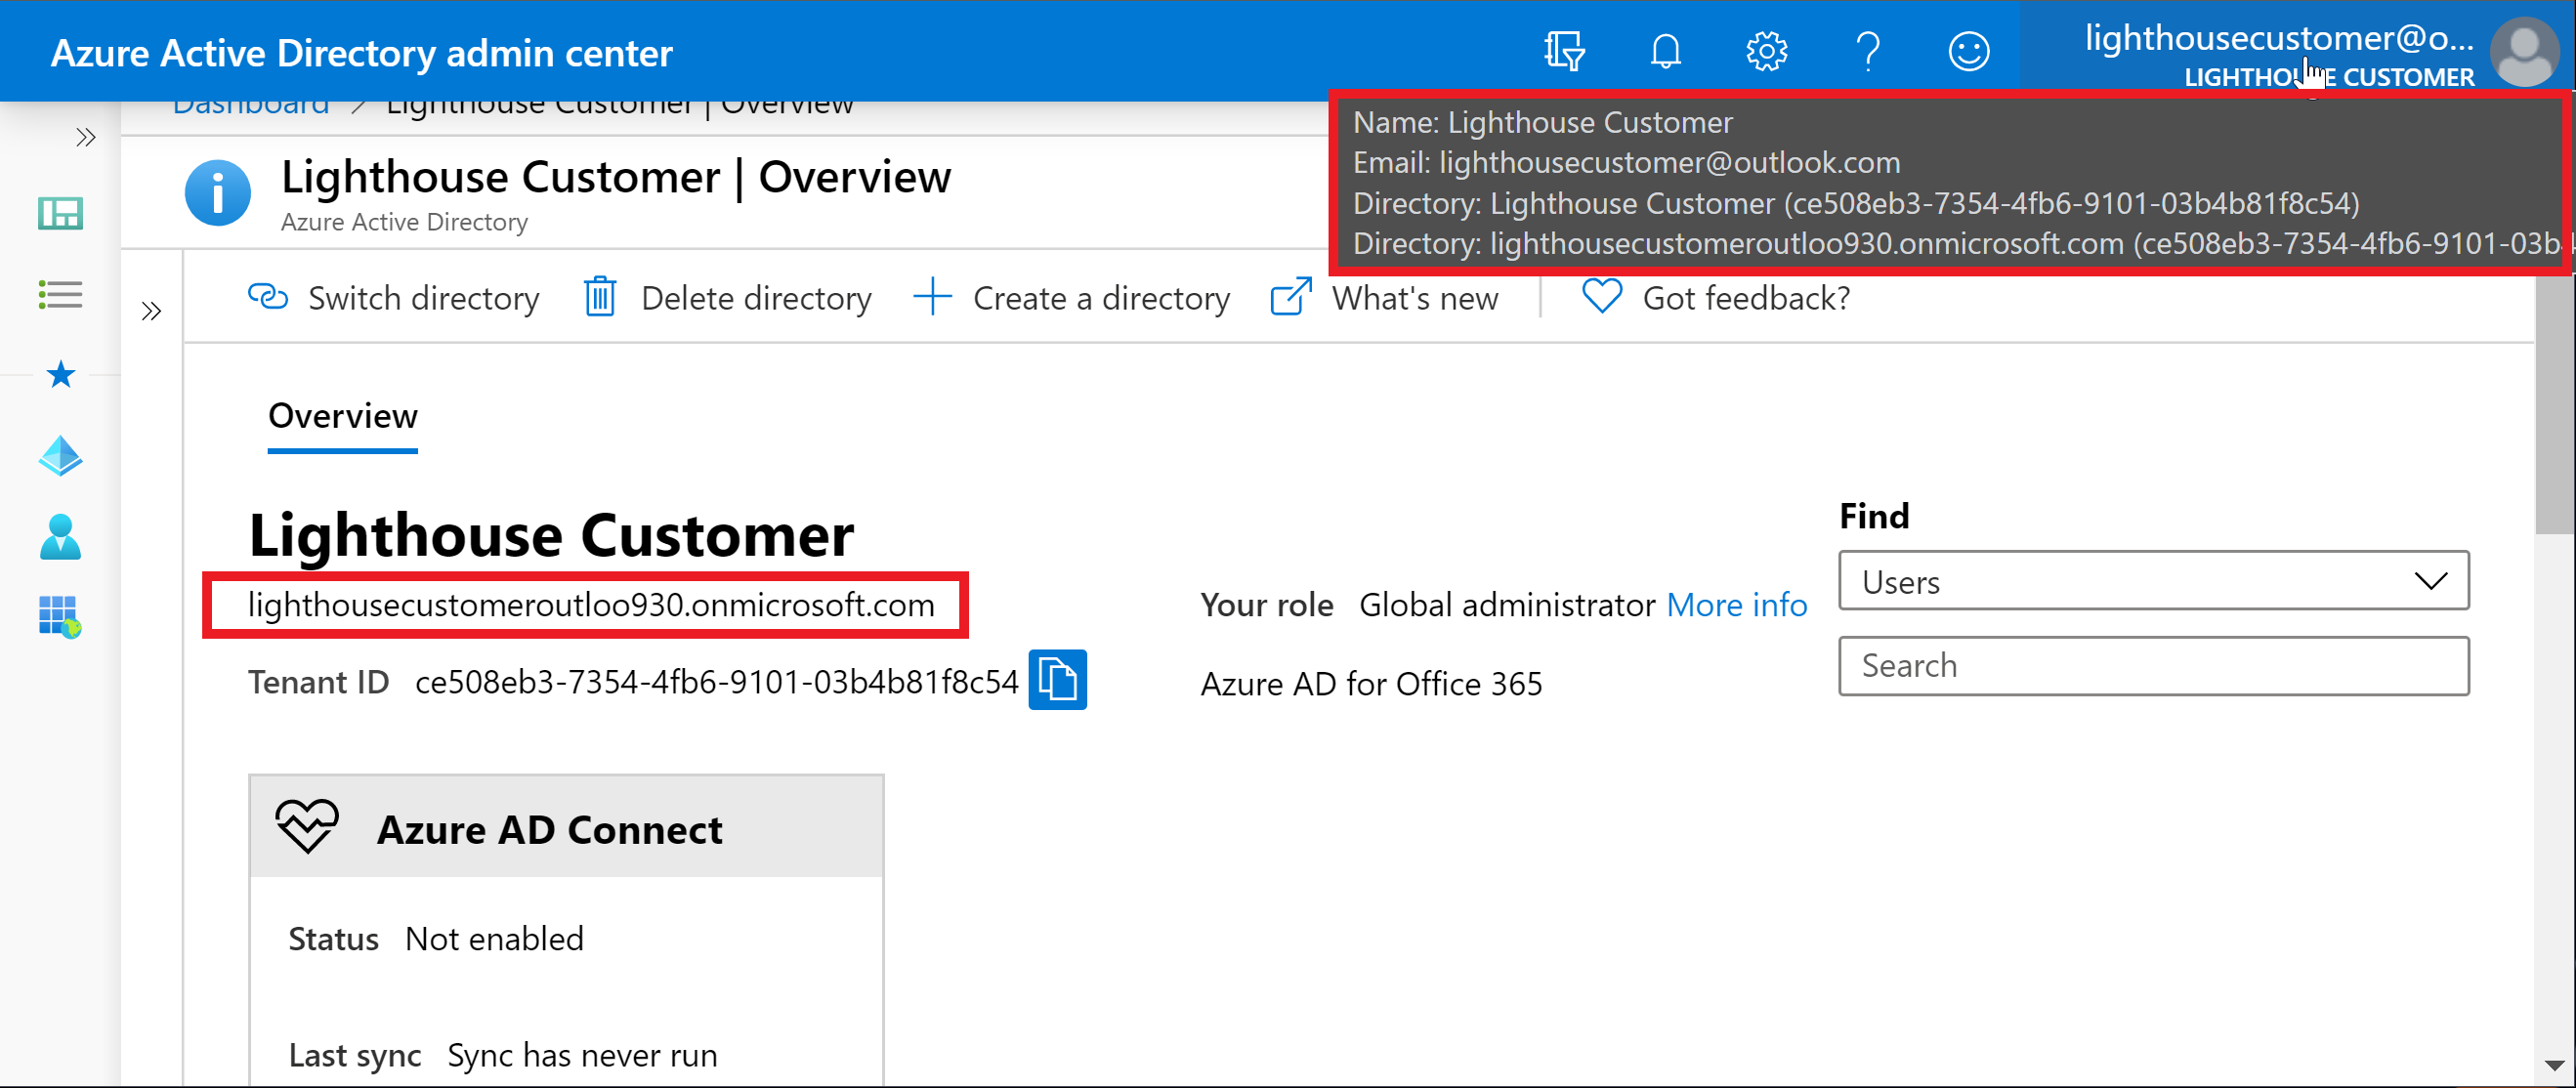 Azure Active Directory admin center
lighthousecustomer@o...
LIGHTHOUSE CUSTOMER
Dashboard > Lighthouse Customer | Overview
Name: Lighthouse Customer
Email: lighthousecustomer@outlook.com
Directory: Lighthouse Customer (ce508eb3-7354-4fb6-9101-03b4b81f8c54)
Directory: lighthousecustomeroutloo930.onmicrosoft.com (ce508eb3-7354-4fb6-9101-03b4
Lighthouse Customer | Overview
Azure Active Directory
Switch directory Delete directory Create a directory What's new Got feedback?
Overview
Lighthouse Customer
lighthousecustomeroutloo930.onmicrosoft.com
Tenant ID ce508eb3-7354-4fb6-9101-03b4b81f8c54
Your role Global administrator More info
Azure AD for Office 365
Find
Users
Search
Azure AD Connect
Status Not enabled
Last sync Sync has never run